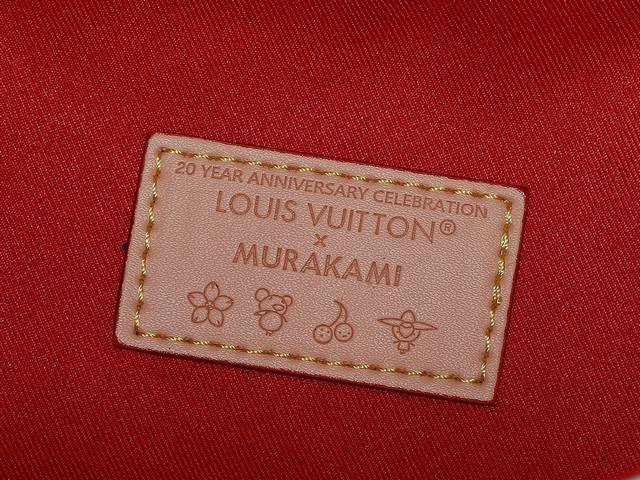 20 YEAR ANNIVERSARY CELEBRATION
LOUIS VUITTON®
×
MURAKAMI